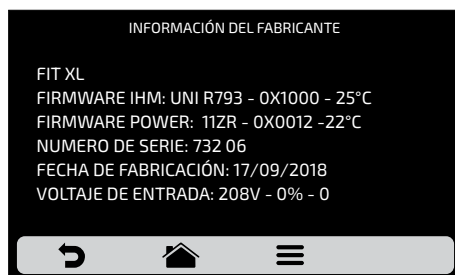 INFORMACIÓN DEL FABRICANTE
FIT XL
FIRMWARE IHM: UNI R793 - 0X1000 - 25°C
FIRMWARE POWER: 11ZR - 0X0012 -22°C
NUMERO DE SERIE: 732 06
FECHA DE FABRICACIÓN: 17/09/2018
VOLTAJE DE ENTRADA: 208V - 0% - 0